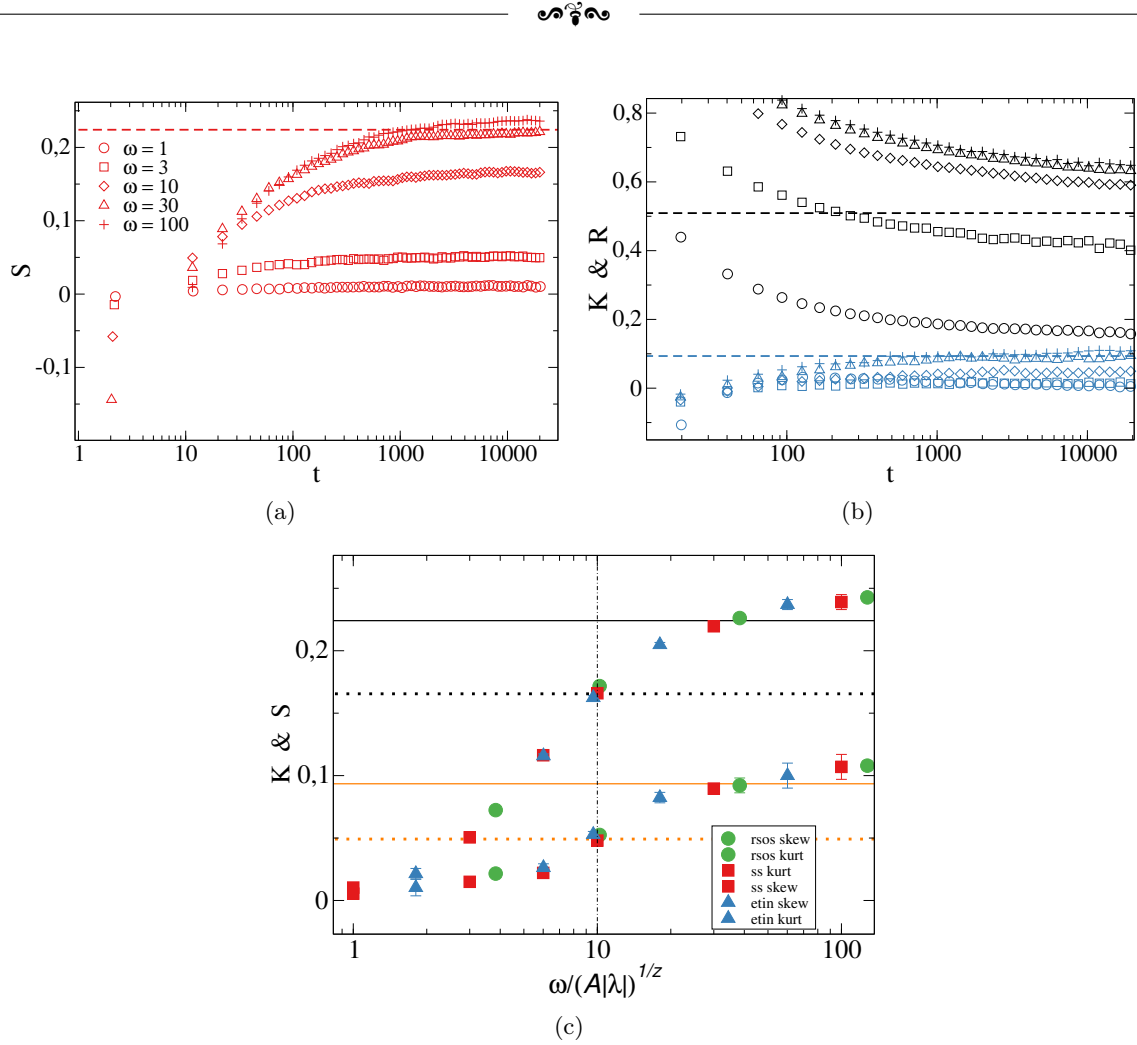 S
0,2
0,1
0
-0,1
ω = 1
ω = 3
ω = 10
ω = 30
ω = 100
1
10
100
1000
10000
t
(a)
K & R
0,8
0,6
0,4
0,2
0
100
1000
10000
t
(b)
K & S
0,2
0,1
0
rsos skew
rsos kurt
ss kurt
ss skew
etin skew
etin kurt
1
10
100
ω/(A|λ|)^1/z
(c)